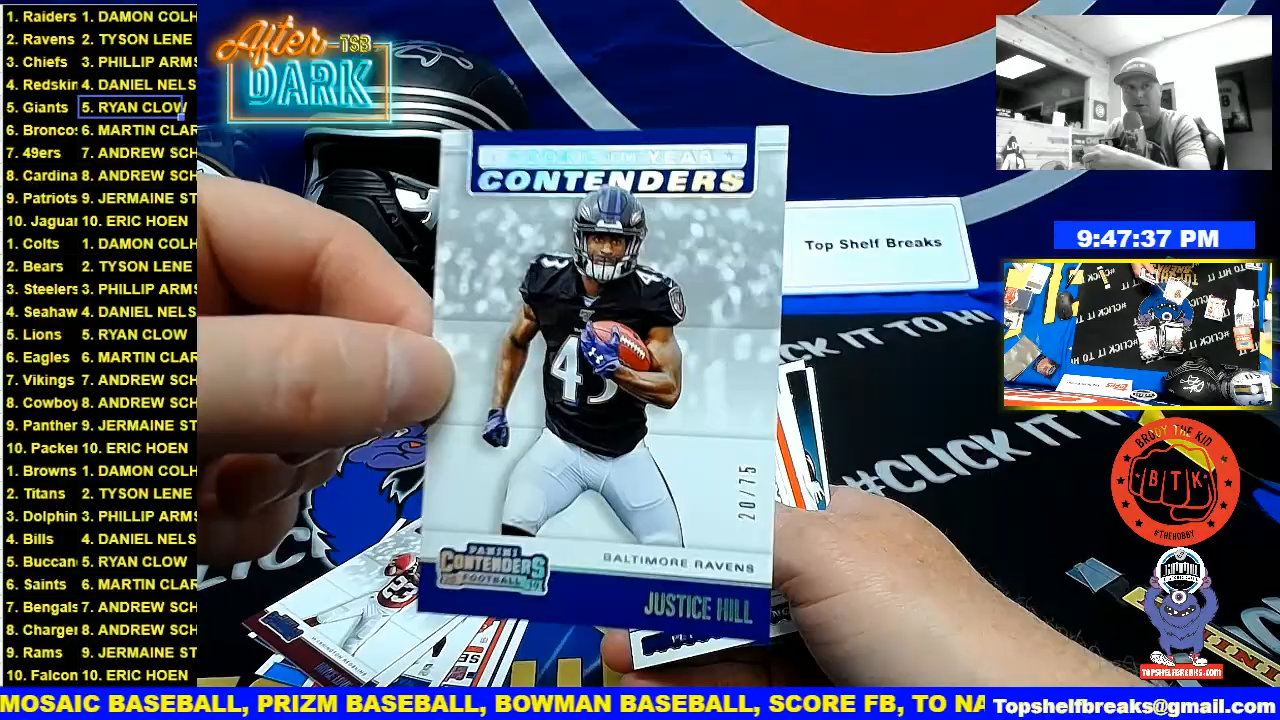 1. Raiders 1. DAMON COLH
2. Ravens 2. TYSON LENE
3. Chiefs 3. PHILLIP ARMS
4. Redskin 4. DANIEL NELS
5. Giants 5. RYAN CLOW
6. Broncos 6. MARTIN CLAR
7. 49ers 7. ANDREW SCH
8. Cardina 8. ANDREW SCH
9. Patriots 9. JERMAINE ST
10. Jaguar 10. ERIC HOEN
1. Colts 1. DAMON COLH
2. Bears 2. TYSON LENE
3. Steelers 3. PHILLIP ARMS
4. Seahaw 4. DANIEL NELS
5. Lions 5. RYAN CLOW
6. Eagles 6. MARTIN CLAR
7. Vikings 7. ANDREW SCH
8. Cowboy 8. ANDREW SCH
9. Panther 9. JERMAINE ST
10. Packe 10. ERIC HOEN
1. Browns 1. DAMON COLH
2. Titans 2. TYSON LENE
3. Dolphin 3. PHILLIP ARMS
4. Bills 4. DANIEL NELS
5. Buccan 5. RYAN CLOW
6. Saints 6. MARTIN CLAR
7. Bengals 7. ANDREW SCH
8. Charger 8. ANDREW SCH
9. Rams 9. JERMAINE ST
10. Falcon 10. ERIC HOEN
After
TSB
DARK
ROOKIE OF THE YEAR
CONTENDERS
43
43
20/75
BALTIMORE RAVENS
PANINI
CONTENDERS
FOOTBALL
JUSTICE HILL
Top Shelf Breaks
CK IT TO HI
#CLICK IT T
23
9:47:37 PM
BRODY THE KID
BTK
#THEHOBBY
TOPSHELFBREAKS.COM
MOSAIC BASEBALL, PRIZM BASEBALL, BOWMAN BASEBALL, SCORE FB, TO NA
Topshelfbreaks@gmail.com